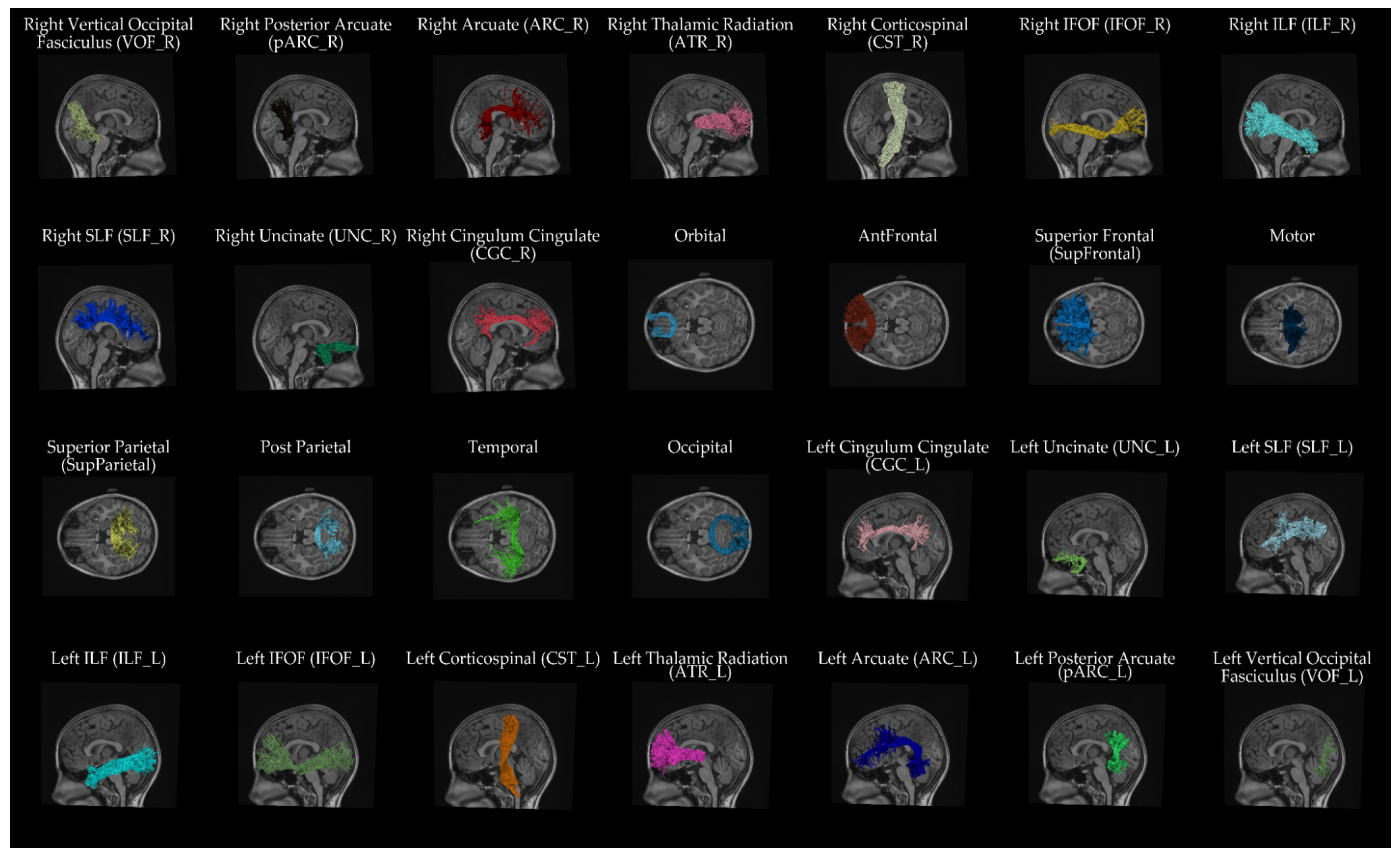 Right Vertical Occipital
Fasciculus (VOF_R)
Right Posterior Arcuate
(pARC_R)
Right Arcuate (ARC_R)
Right Thalamic Radiation
(ATR_R)
Right Corticospinal
(CST_R)
Right IFOF (IFOF_R)
Right ILF (ILF_R)
Right SLF (SLF_R)
Right Uncinate (UNC_R)
Right Cingulum Cingulate
(CGC_R)
Orbital
AntFrontal
Superior Frontal
(SupFrontal)
Motor
Superior Parietal
(SupParietal)
Post Parietal
Temporal
Occipital
Left Cingulum Cingulate
(CGC_L)
Left Uncinate (UNC_L)
Left SLF (SLF_L)
Left ILF (ILF_L)
Left IFOF (IFOF_L)
Left Corticospinal (CST_L)
Left Thalamic Radiation
(ATR_L)
Left Arcuate (ARC_L)
Left Posterior Arcuate
(pARC_L)
Left Vertical Occipital
Fasciculus (VOF_L)